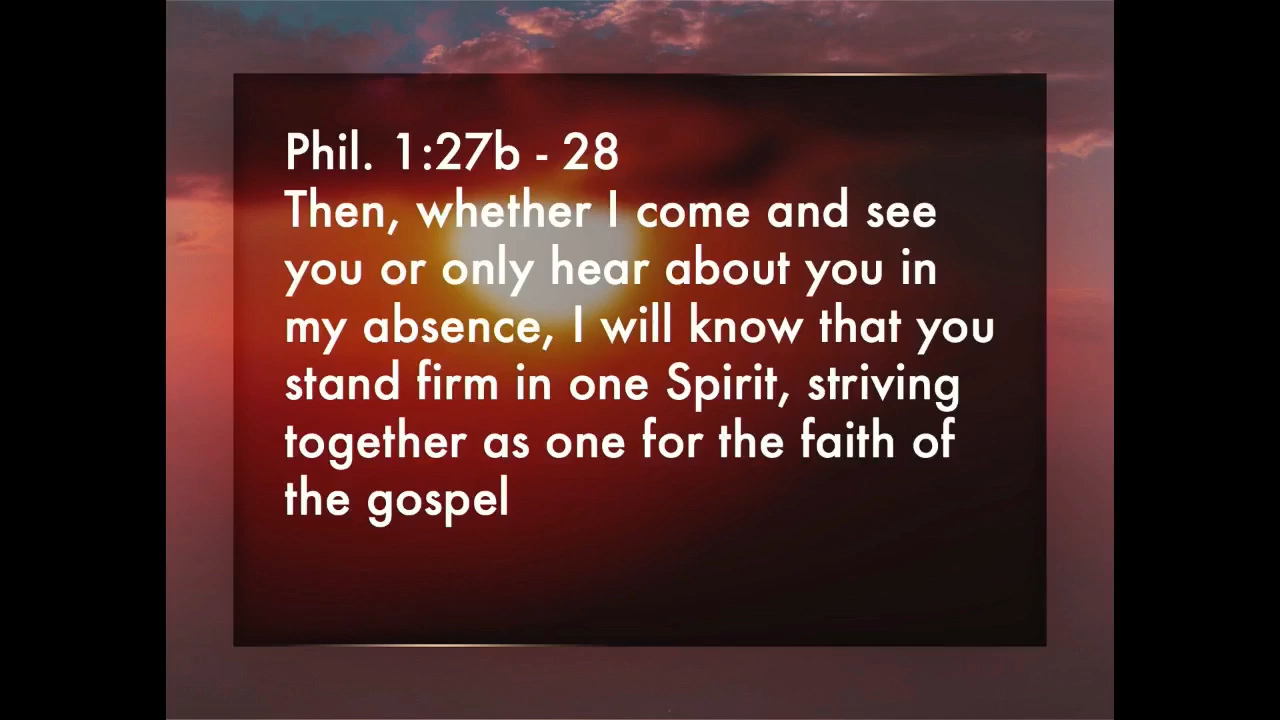 Phil. 1:27b - 28
Then, whether I come and see
you or only hear about you in
my absence, I will know that you
stand firm in one Spirit, striving
together as one for the faith of
the gospel